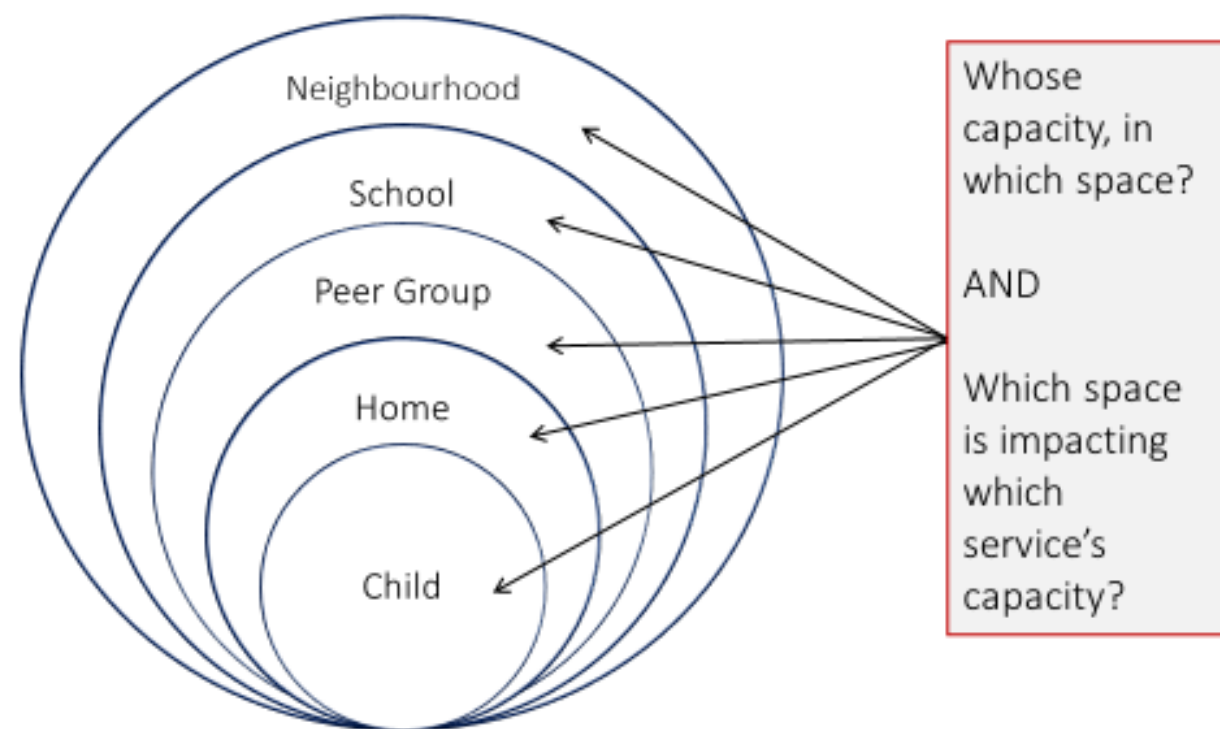 Neighbourhood
School
Peer Group
Home
Child
Whose
capacity, in
which space?
AND
Which space
is impacting
which
service’s
capacity?